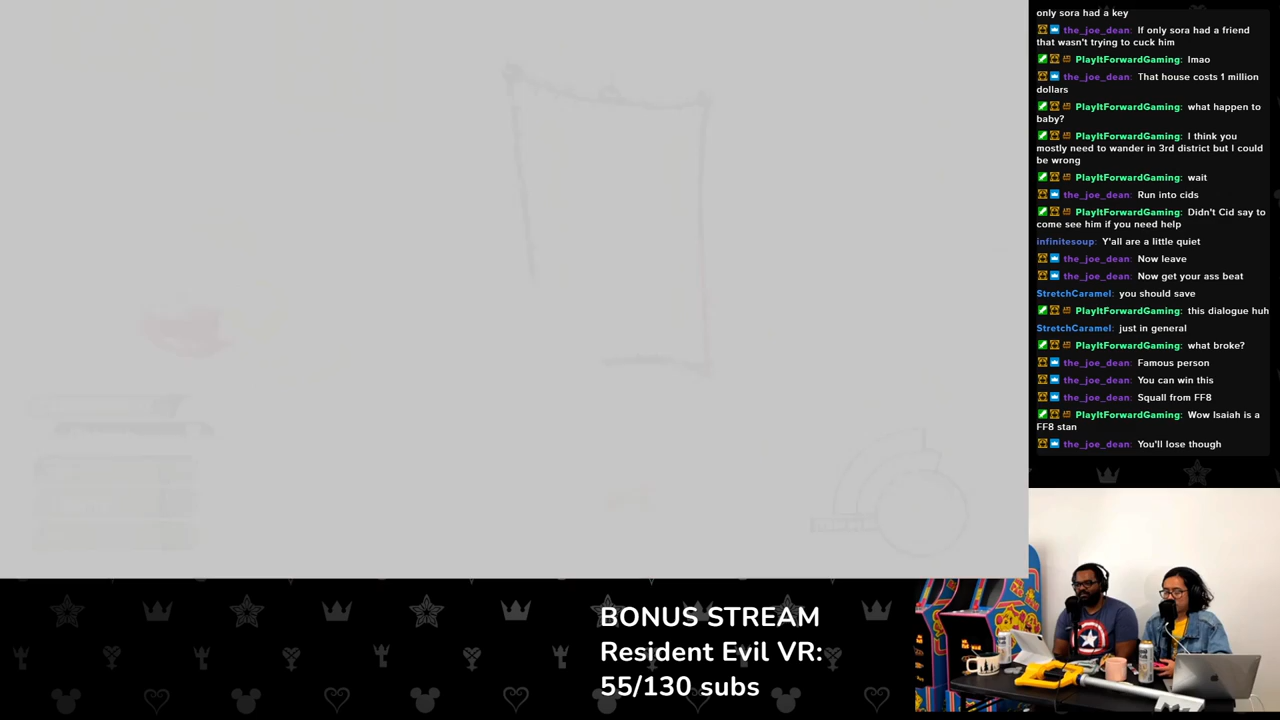 only sora had a key
the_joe_dean: If only sora had a friend
that wasn't trying to cuck him
PlayItForwardGaming: lmao
the_joe_dean: That house costs 1 million
dollars
PlayItForwardGaming: what happen to
baby?
PlayItForwardGaming: I think you
mostly need to wander in 3rd district but I could
be wrong
PlayItForwardGaming: wait
the_joe_dean: Run into cids
PlayItForwardGaming: Didn't Cid say to
come see him if you need help
infinitesoup: Y'all are a little quiet
the_joe_dean: Now leave
the_joe_dean: Now get your ass beat
StretchCaramel: you should save
PlayItForwardGaming: this dialogue huh
StretchCaramel: just in general
PlayItForwardGaming: what broke?
the_joe_dean: Famous person
the_joe_dean: You can win this
the_joe_dean: Squall from FF8
PlayItForwardGaming: Wow Isaiah is a
FF8 stan
the_joe_dean: You'll lose though
BONUS STREAM
Resident Evil VR:
55/130 subs